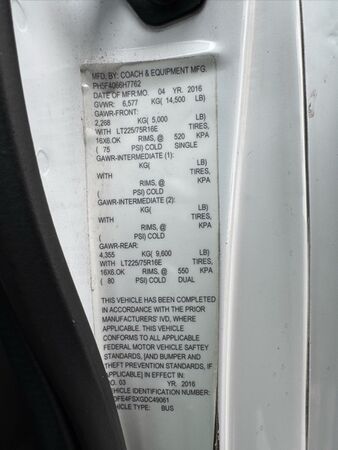 MFD. BY: COACH & EQUIPMENT MFG.
PH5F4066H7762
DATE OF MFR:MO. 04 YR. 2016
GVWR: 6,577 KG( 14,500 LB)
GAWR-FRONT:
2,268 KG( 5,000 LB)
WITH LT225/75R16E TIRES,
16X6.OK RIMS, @ 520 KPA
( 75 PSI) COLD SINGLE
GAWR-INTERMEDIATE (1):
KG( LB)
WITH TIRES,
RIMS, @ KPA
( PSI) COLD
GAWR-INTERMEDIATE (2):
KG( LB)
WITH TIRES,
RIMS, @ KPA
( PSI) COLD
GAWR-REAR:
4,355 KG( 9,600 LB)
WITH LT225/75R16E TIRES,
16X6.OK RIMS, @ 550 KPA
( 80 PSI) COLD DUAL
THIS VEHICLE HAS BEEN COMPLETED
IN ACCORDANCE WITH THE PRIOR
MANUFACTURERS' IVD, WHERE
APPLICABLE. THIS VEHICLE
CONFORMS TO ALL APPLICABLE
FEDERAL MOTOR VEHICLE SAFTEY
STANDARDS, [AND BUMPER AND
THEFT PREVENTION STANDARDS, IF
APPLICABLE] IN EFFECT IN:
MO. 03 YR. 2016
VEHICLE IDENTIFICATION NUMBER:
DFE4FSXGDC49061
TYPE: BUS